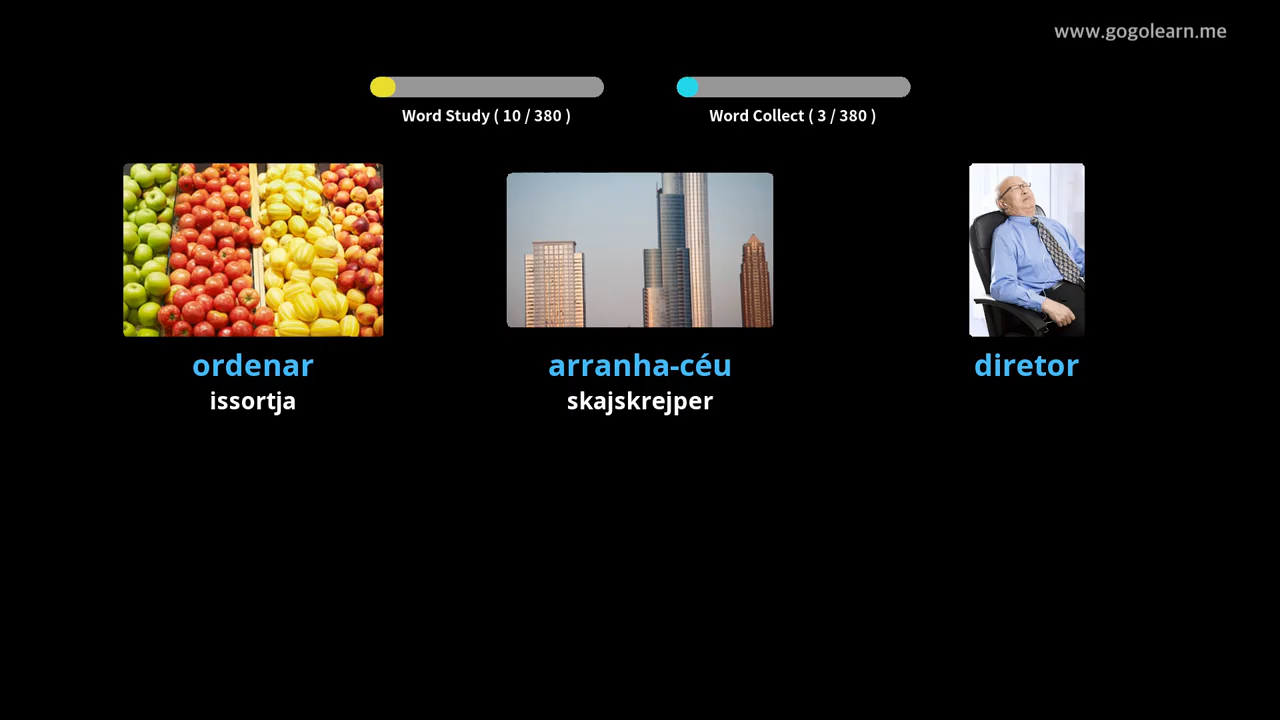 www.gogolearn.me
Word Study ( 10 / 380 )
Word Collect ( 3 / 380 )
ordenar
issortja
arranha-céu
skajskrejper
diretor